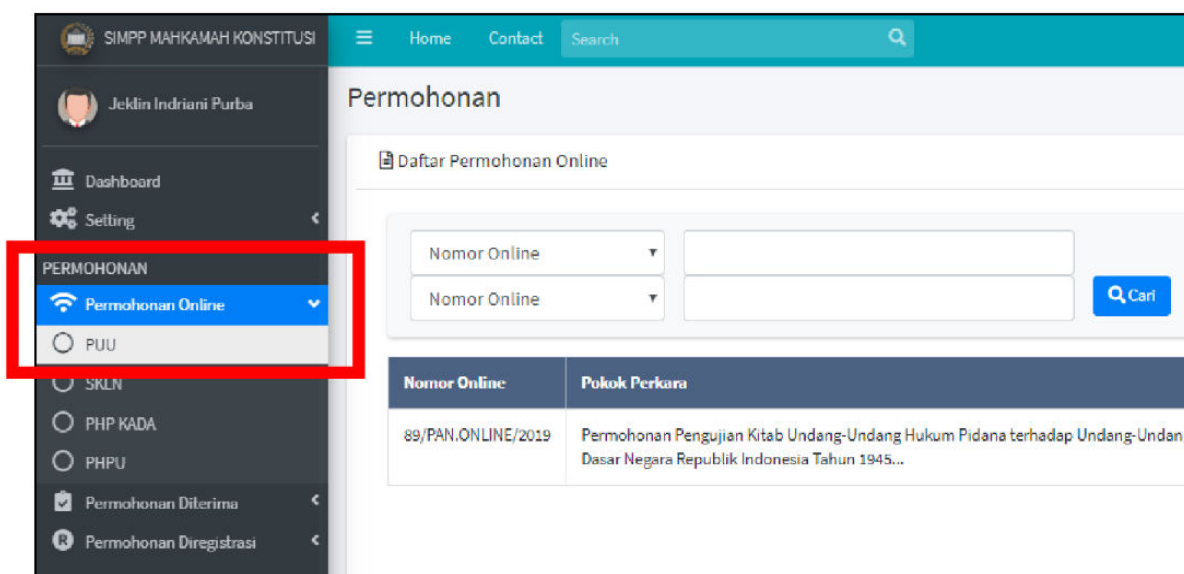 SIMPP MAHKAMAH KONSTITUSI
Home Contact Search
Jeklin Indriani Purba
Dashboard
Setting
PERMOHONAN
Permohonan Online
PUU
SKLN
PHP KADA
PHPU
Permohonan Diterima
Permohonan Diregistrasi
Permohonan
Daftar Permohonan Online
Nomor Online
Nomor Online
Cari
Nomor Online Pokok Perkara
89/PAN.ONLINE/2019 Permohonan Pengujian Kitab Undang-Undang Hukum Pidana terhadap Undang-Undan
Dasar Negara Republik Indonesia Tahun 1945...